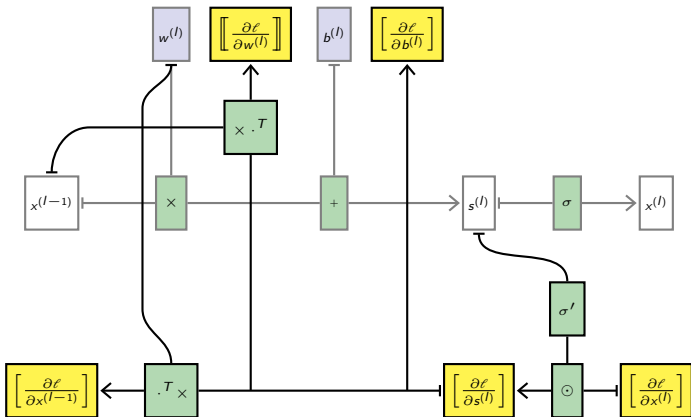 w^{(l)} [[∂ℓ/∂w^{(l)}]] b^{(l)} [∂ℓ/∂b^{(l)}]
× ·^T
x^{(l−1)} × + s^{(l)} σ x^{(l)}
σ′
[∂ℓ/∂x^{(l−1)}] ·^T × [∂ℓ/∂s^{(l)}] ⊙ [∂ℓ/∂x^{(l)}]